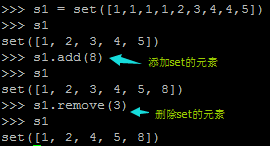 >>> s1 = set([1,1,1,1,2,3,4,4,5])
>>> s1
set([1, 2, 3, 4, 5])
>>> s1.add(8) 添加set的元素
>>> s1
set([1, 2, 3, 4, 5, 8])
>>> s1.remove(3) 删除set的元素
>>> s1
set([1, 2, 4, 5, 8])